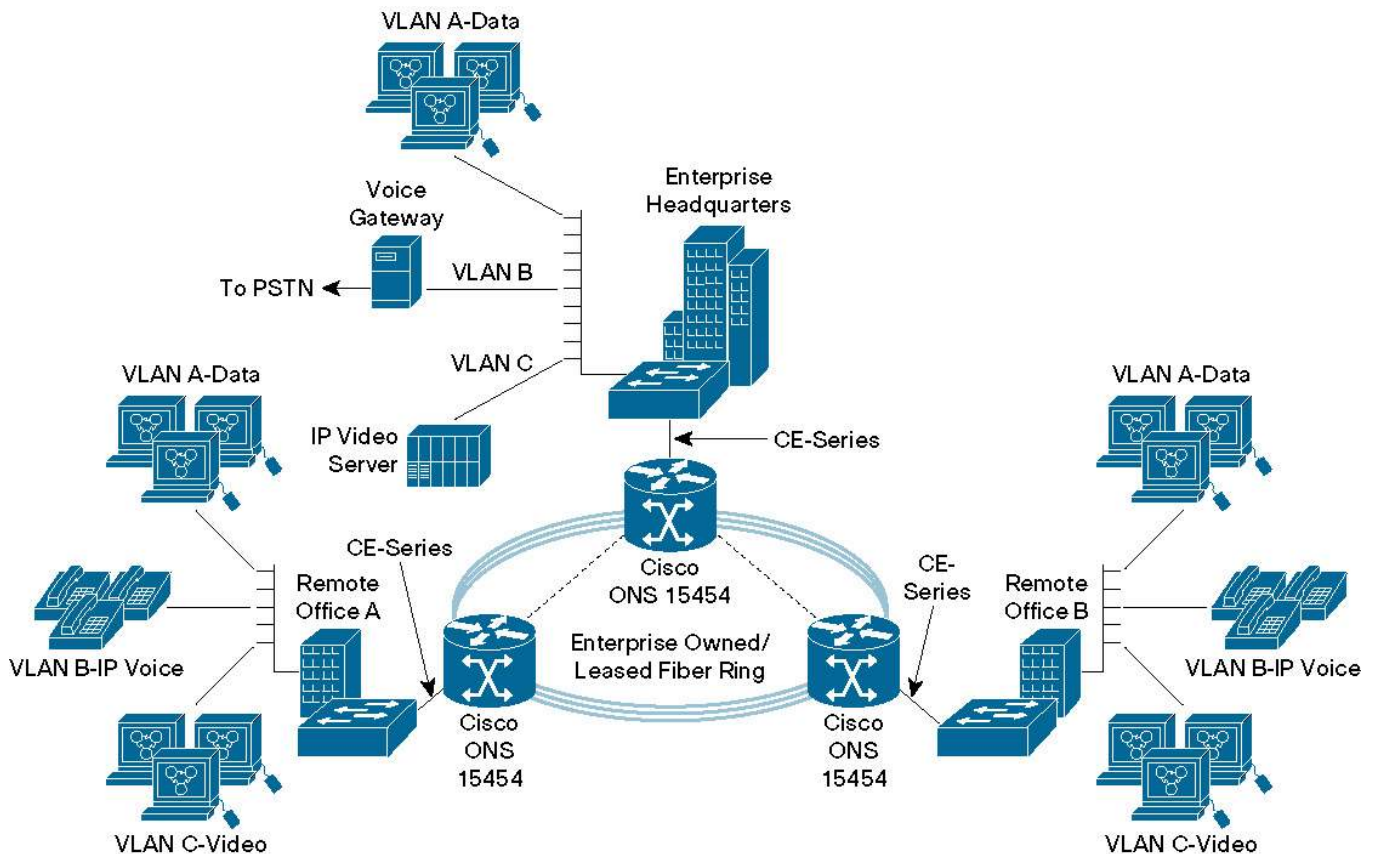 VLAN A-Data
Voice
Gateway
Enterprise
Headquarters
VLAN B
To PSTN
VLAN C
VLAN A-Data
VLAN A-Data
IP Video
Server
CE-Series
CE-Series
CE-
Series
Remote
Office A
Cisco
ONS 15454
Remote
Office B
Enterprise Owned/
Leased Fiber Ring
VLAN B-IP Voice
VLAN B-IP Voice
Cisco
ONS
15454
Cisco
ONS
15454
VLAN C-Video
VLAN C-Video